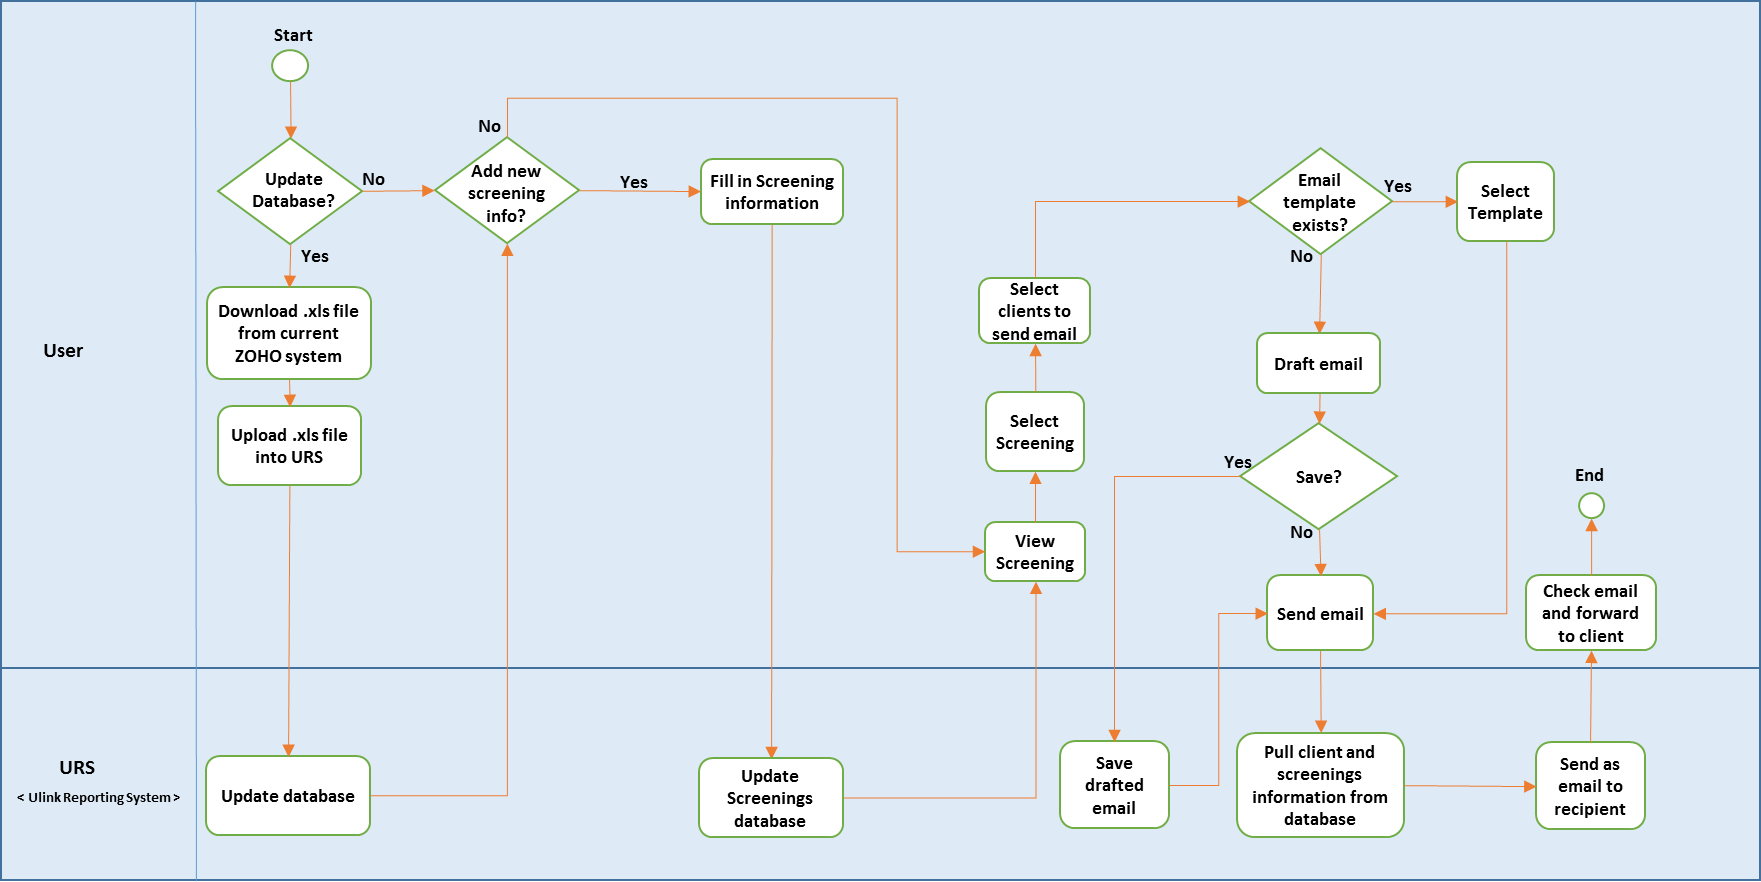 Start
Update
Database?
No
Yes
Download .xls file
from current
ZOHO system
Upload .xls file
into URS
No
Add new
screening
info?
Yes
Fill in Screening
information
Select
clients to
send email
Select
Screening
View
Screening
Email
template
exists?
Yes
No
Select
Template
Draft email
Yes
Save?
No
Send email
End
Check email
and forward
to client
User
URS
< Ulink Reporting System >
Update database
Update
Screenings
database
Save
drafted
email
Pull client and
screenings
information from
database
Send as
email to
recipient